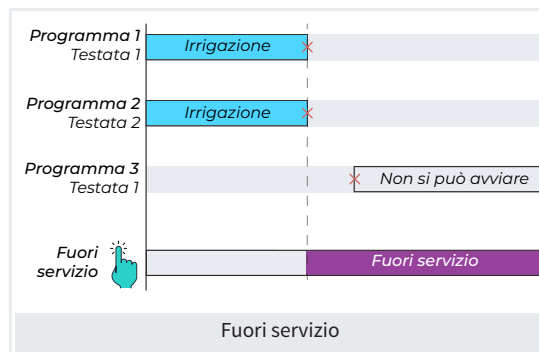 Programma 1
Testata 1
Irrigazione
Programma 2
Testata 2
Irrigazione
Programma 3
Testata 1
Non si può avviare
Fuori
servizio
Fuori servizio
Fuori servizio